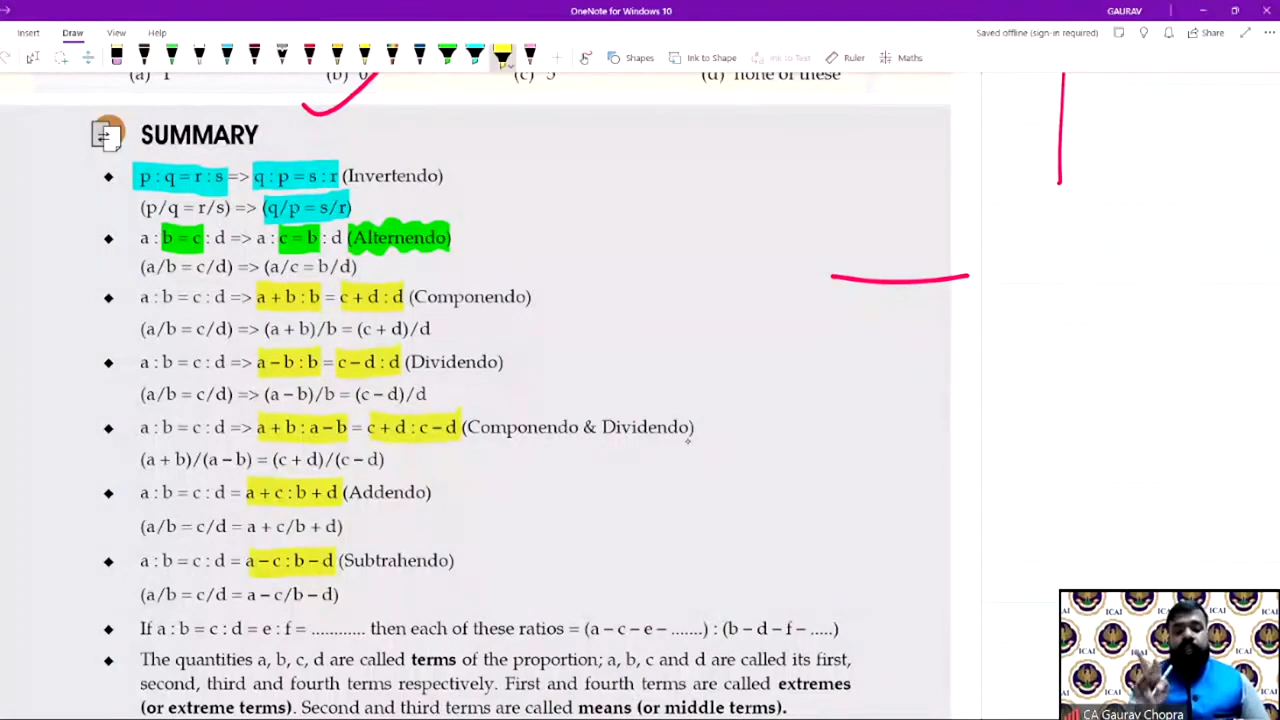 OneNote for Windows 10
GAURAV
Insert Draw View Help
Saved offline (sign in required)
Share
Shapes
Ink to Shape
Ink to Text
Ruler
Maths
(a) 1 (b) 0 (c) 5 (d) none of these
SUMMARY
◆ p : q = r : s => q : p = s : r (Invertendo)
(p/q = r/s) => (q/p = s/r)
◆ a : b = c : d => a : c = b : d (Alternendo)
(a/b = c/d) => (a/c = b/d)
◆ a : b = c : d => a + b : b = c + d : d (Componendo)
(a/b = c/d) => (a + b)/b = (c + d)/d
◆ a : b = c : d => a – b : b = c – d : d (Dividendo)
(a/b = c/d) => (a – b)/b = (c – d)/d
◆ a : b = c : d => a + b : a – b = c + d : c – d (Componendo & Dividendo)
(a + b)/(a – b) = (c + d)/(c – d)
◆ a : b = c : d = a + c : b + d (Addendo)
(a/b = c/d = a + c/b + d)
◆ a : b = c : d = a – c : b – d (Subtrahendo)
(a/b = c/d = a – c/b – d)
◆ If a : b = c : d = e : f = ............ then each of these ratios = (a – c – e – .......) : (b – d – f – .....)
◆ The quantities a, b, c, d are called terms of the proportion; a, b, c and d are called its first,
second, third and fourth terms respectively. First and fourth terms are called extremes
(or extreme terms). Second and third terms are called means (or middle terms).
ICAI ICAI
CA Gaurav Chopra